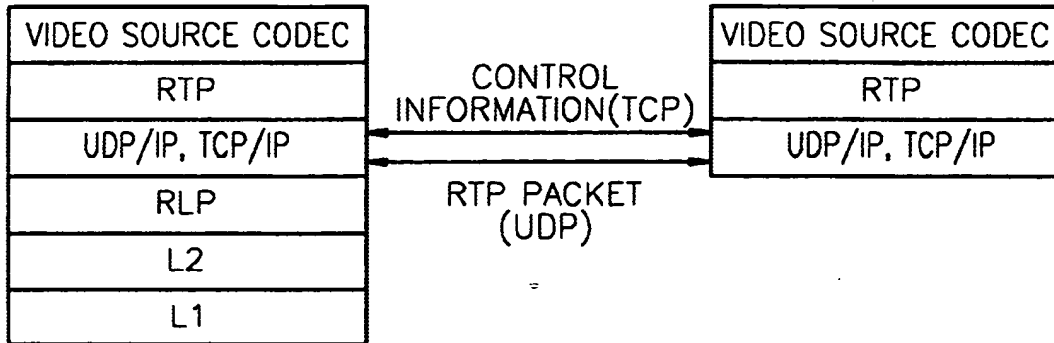 VIDEO SOURCE CODEC
RTP
UDP/IP, TCP/IP
RLP
L2
L1
CONTROL
INFORMATION(TCP)
RTP PACKET
(UDP)
VIDEO SOURCE CODEC
RTP
UDP/IP, TCP/IP